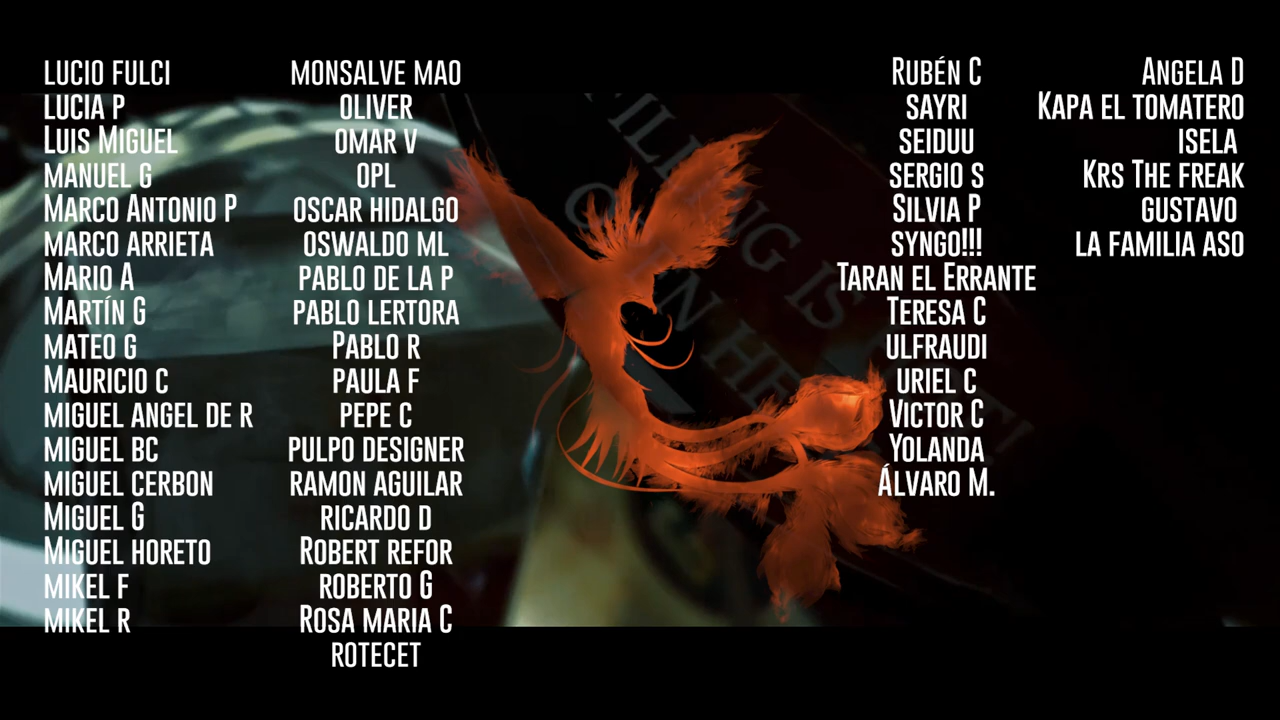 LUCIO FULCI
LUCIA P
LUIS MIGUEL
MANUEL G
MARCO ANTONIO P
MARCO ARRIETA
MARIO A
MARTÍN G
MATEO G
MAURICIO C
MIGUEL ANGEL DE R
MIGUEL BC
MIGUEL CERBON
MIGUEL G
MIGUEL HORETO
MIKEL F
MIKEL R
MONSALVE MAO
OLIVER
OMAR V
OPL
OSCAR HIDALGO
OSWALDO ML
PABLO DE LA P
PABLO LERTORA
PABLO R
PAULA F
PEPE C
PULPO DESIGNER
RAMON AGUILAR
RICARDO D
ROBERT REFOR
ROBERTO G
ROSA MARIA C
ROTECET
RUBÉN C
SAYRI
SEIDUU
SERGIO S
SILVIA P
SYNGO!!!
TARAN EL ERRANTE
TERESA C
ULFRAUDI
URIEL C
VICTOR C
YOLANDA
ÁLVARO M.
ANGELA D
KAPA EL TOMATERO
ISELA
KRS THE FREAK
GUSTAVO
LA FAMILIA ASO